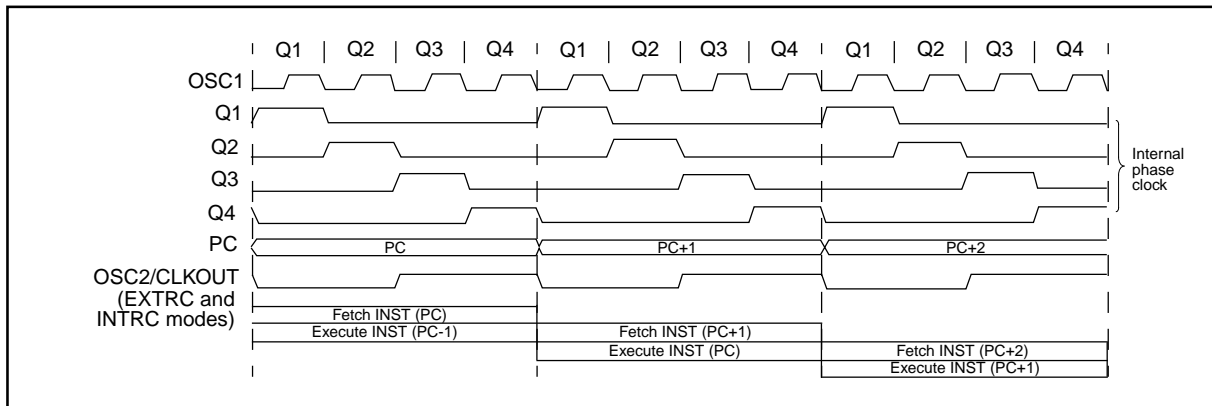 Q1 Q2 Q3 Q4 Q1 Q2 Q3 Q4 Q1 Q2 Q3 Q4
OSC1
Q1
Q2
Q3
Q4
Internal
phase
clock
PC
PC PC+1 PC+2
OSC2/CLKOUT
(EXTRC and
INTRC modes)
Fetch INST (PC)
Execute INST (PC-1) Fetch INST (PC+1)
Execute INST (PC) Fetch INST (PC+2)
Execute INST (PC+1)